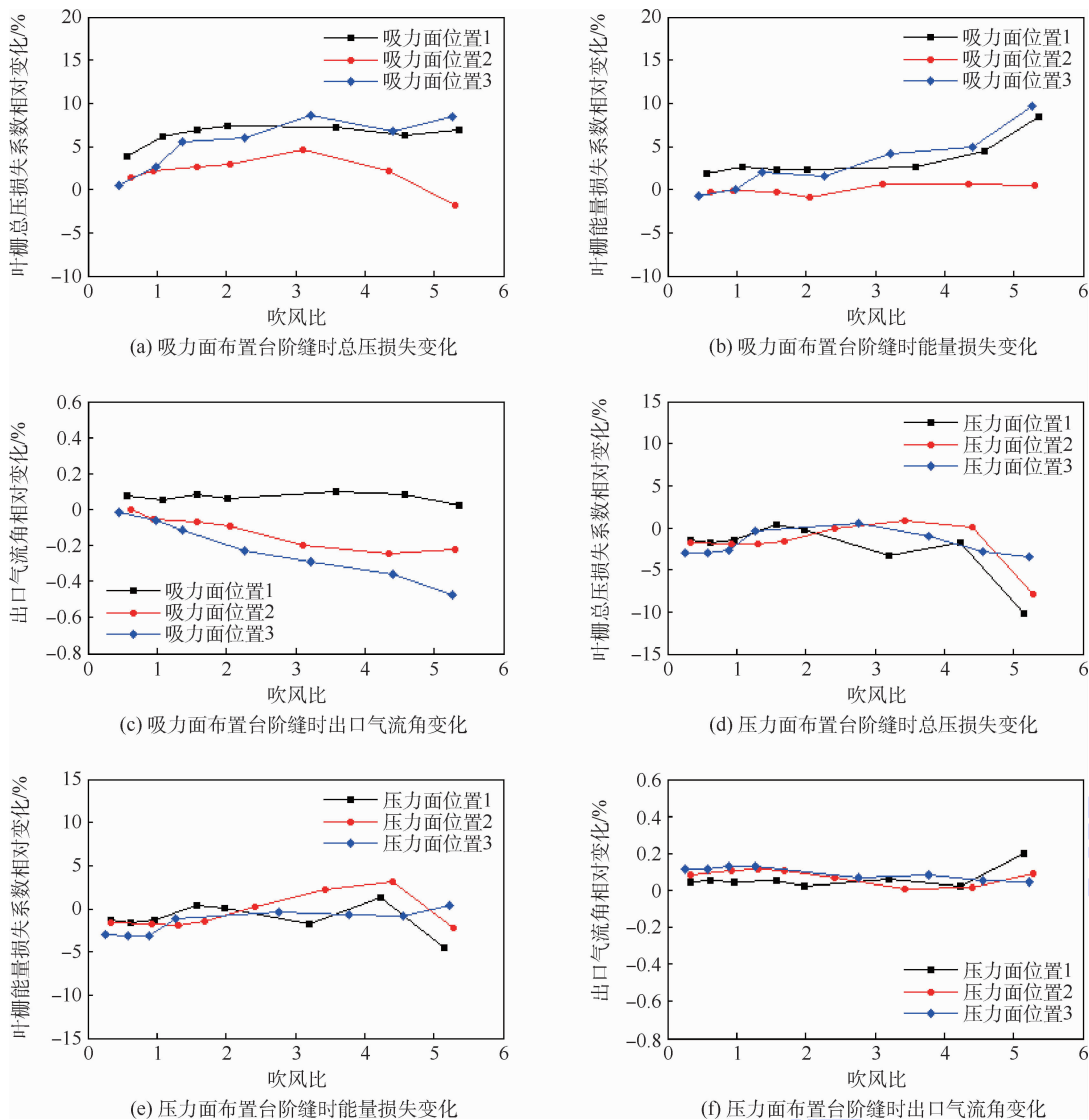 叶栅总压损失系数相对变化/%
20
15
10
5
0
−5
−10
0 1 2 3 4 5 6
吸力面位置1
吸力面位置2
吸力面位置3
吹风比
(a) 吸力面布置台阶缝时总压损失变化
叶栅能量损失系数相对变化/%
20
15
10
5
0
−5
−10
0 1 2 3 4 5 6
吸力面位置1
吸力面位置2
吸力面位置3
吹风比
(b) 吸力面布置台阶缝时能量损失变化
出口气流角相对变化/%
0.6
0.4
0.2
0
−0.2
−0.4
−0.6
−0.8
0 1 2 3 4 5 6
吸力面位置1
吸力面位置2
吸力面位置3
吹风比
(c) 吸力面布置台阶缝时出口气流角变化
叶栅总压损失系数相对变化/%
15
10
5
0
−5
−10
−15
0 1 2 3 4 5 6
压力面位置1
压力面位置2
压力面位置3
吹风比
(d) 压力面布置台阶缝时总压损失变化
叶栅能量损失系数相对变化/%
15
10
5
0
−5
−10
−15
0 1 2 3 4 5 6
压力面位置1
压力面位置2
压力面位置3
吹风比
(e) 压力面布置台阶缝时能量损失变化
出口气流角相对变化/%
0.6
0.4
0.2
0
0.2
0.4
0.6
−0.8
0 1 2 3 4 5 6
压力面位置1
压力面位置2
压力面位置3
吹风比
(f) 压力面布置台阶缝时出口气流角变化